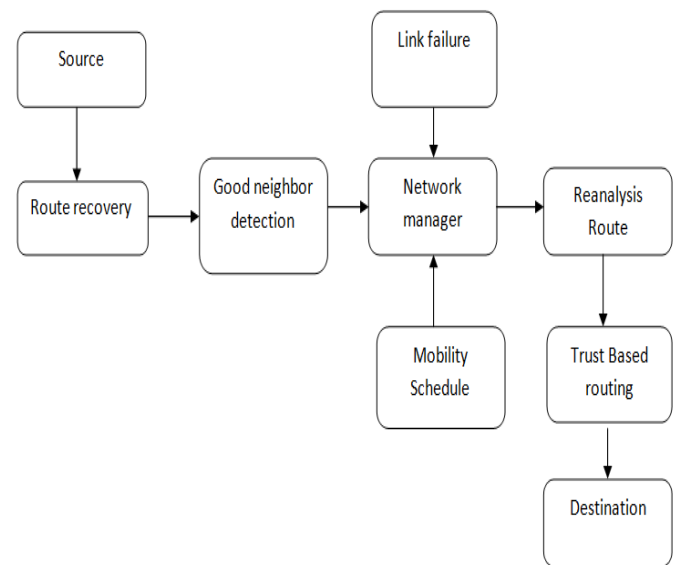 Source
Link failure
Route recovery
Good neighbor
detection
Network
manager
Reanalysis
Route
Mobility
Schedule
Trust Based
routing
Destination